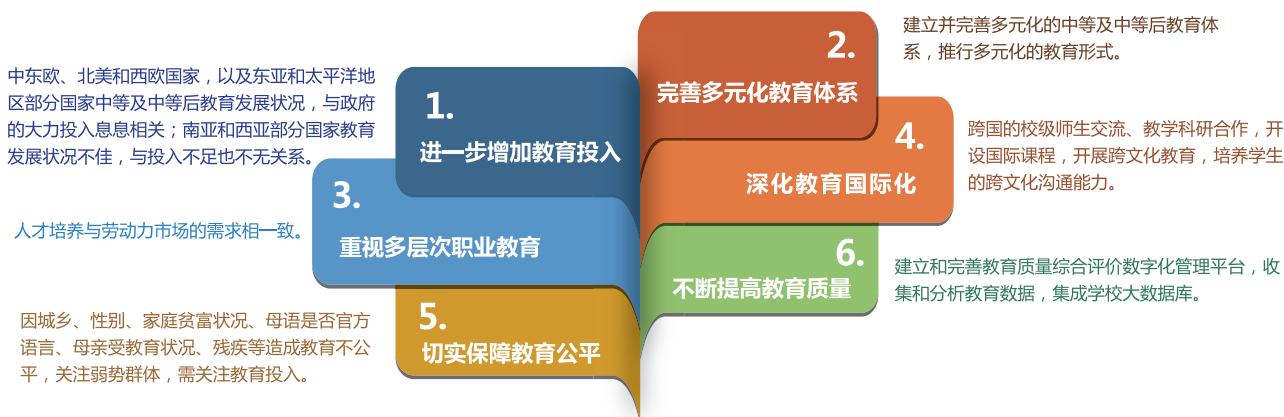 1.
进一步增加教育投入
中东欧、北美和西欧国家，以及东亚和太平洋地
区部分国家中等及中等后教育发展状况，与政府
的大力投入息息相关；南亚和西亚部分国家教育
发展状况不佳，与投入不足也不无关系。
2.
完善多元化教育体系
建立并完善多元化的中等及中等后教育体
系，推行多元化的教育形式。
3.
重视多层次职业教育
人才培养与劳动力市场的需求相一致。
4.
深化教育国际化
跨国的校级师生交流、教学科研合作，开
设国际课程，开展跨文化教育，培养学生
的跨文化沟通能力。
5.
切实保障教育公平
因城乡、性别、家庭贫富状况、母语是否官方
语言、母亲受教育状况、残疾等造成教育不公
平，关注弱势群体，需关注教育投入。
6.
不断提高教育质量
建立和完善教育质量综合评价数字化管理平台，收
集和分析教育数据，集成学校大数据库。